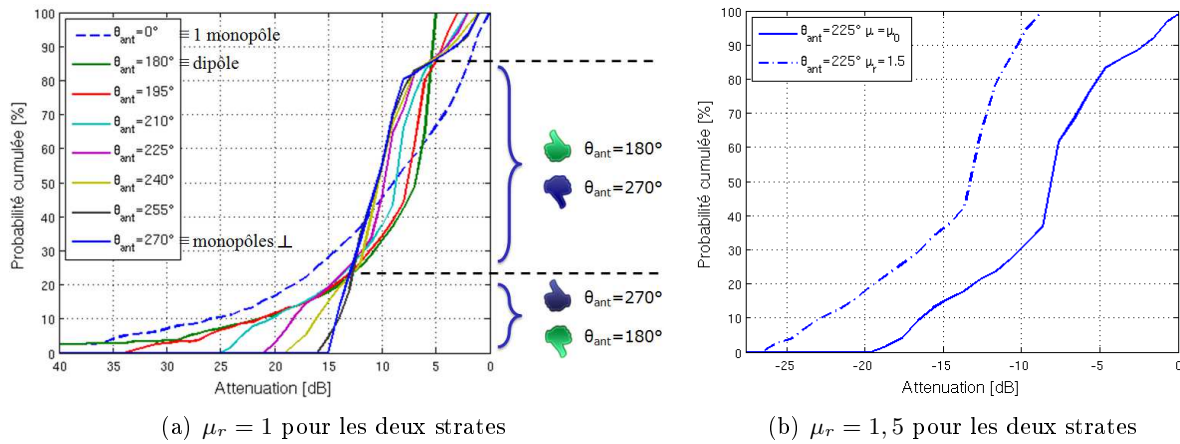 100
90
80
70
60
50
40
30
20
10
0
Probabilité cumulée [%]
θant=0° ≡ 1 monopôle
θant=180° ≡ dipôle
θant=195°
θant=210°
θant=225°
θant=240°
θant=255°
θant=270° ≡ monopôles ⊥
40 35 30 25 20 15 10 5 0
Attenuation [dB]
θant=180°
θant=270°
θant=270°
θant=180°
(a) μr = 1 pour les deux strates
100
90
80
70
60
50
40
30
20
10
0
Probabilité cumulée [%]
θant=225° μ =μ0
θant=225° μr=1.5
-25 -20 -15 -10 -5 0
Attenuation [dB]
(b) μr = 1, 5 pour les deux strates